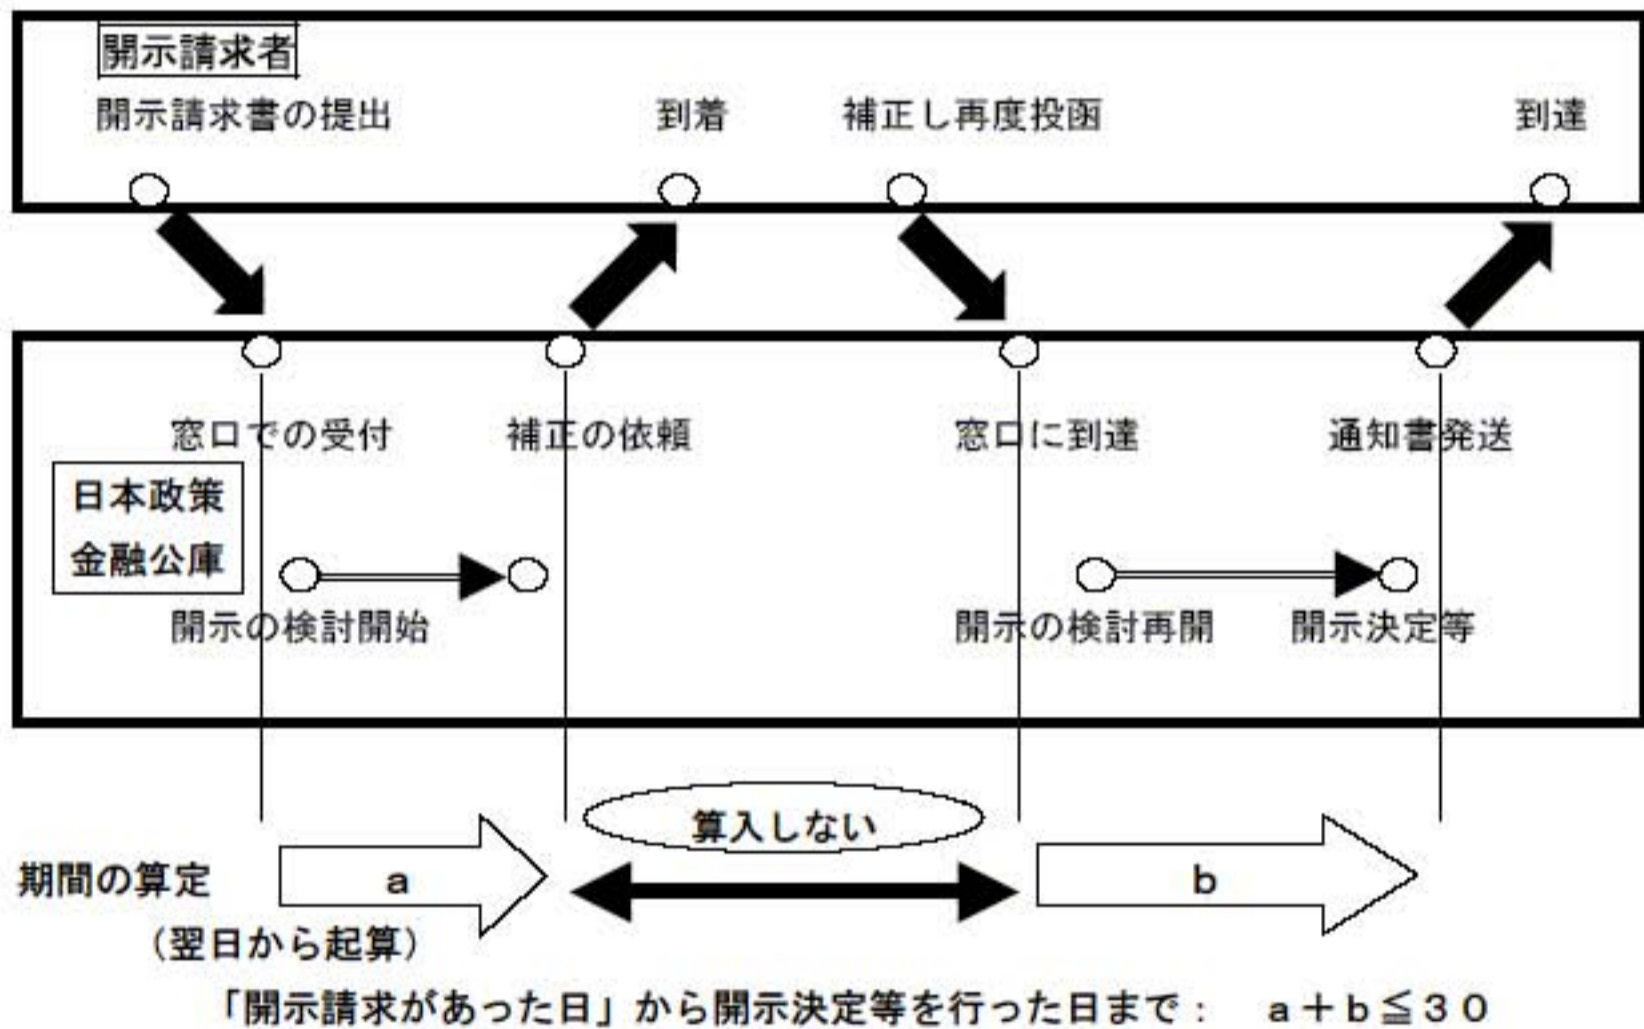 開示請求者
開示請求書の提出
到着
補正し再度投函
到達
窓口での受付
補正の依頼
窓口に到達
通知書発送
日本政策
金融公庫
開示の検討開始
開示の検討再開
開示決定等
算入しない
期間の算定
a
b
（翌日から起算）
「開示請求があった日」から開示決定等を行った日まで： a＋b≦30